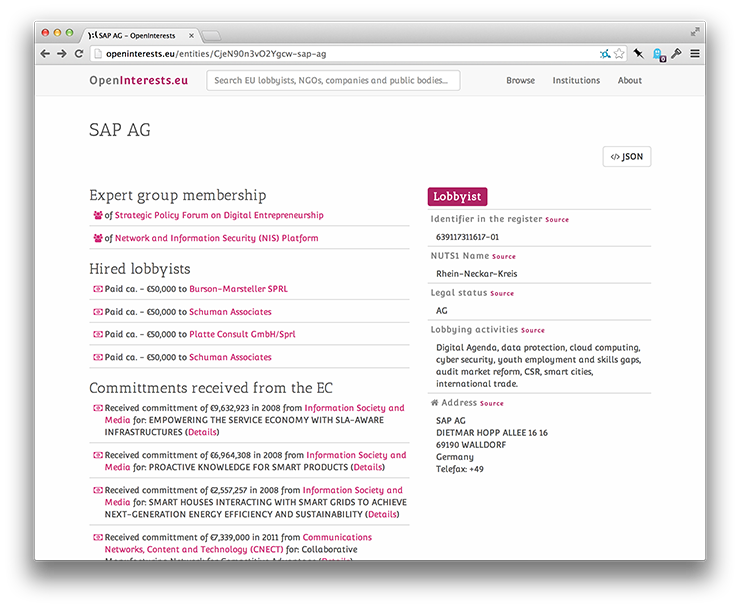 SAP AG – OpenInterests
openinterests.eu/entities/CjeN90n3vO2Ygcw-sap-ag
0
OpenInterests.eu
Search EU lobbyists, NGOs, companies and public bodies...
Browse
Institutions
About
SAP AG
</> JSON
Expert group membership
of Strategic Policy Forum on Digital Entrepreneurship
of Network and Information Security (NIS) Platform
Hired lobbyists
Paid ca. - €50,000 to Burson-Marsteller SPRL
Paid ca. - €50,000 to Schuman Associates
Paid ca. - €50,000 to Platte Consult GmbH/Sprl
Paid ca. - €50,000 to Schuman Associates
Committments received from the EC
Received committment of €9,632,923 in 2008 from Information Society and
Media for: EMPOWERING THE SERVICE ECONOMY WITH SLA-AWARE
INFRASTRUCTURES (Details)
Received committment of €6,964,308 in 2008 from Information Society and
Media for: PROACTIVE KNOWLEDGE FOR SMART PRODUCTS (Details)
Received committment of €2,557,257 in 2008 from Information Society and
Media for: SMART HOUSES INTERACTING WITH SMART GRIDS TO ACHIEVE
NEXT-GENERATION ENERGY EFFICIENCY AND SUSTAINABILITY (Details)
Received committment of €7,339,000 in 2011 from Communications
Networks, Content and Technology (CNECT) for: Collaborative
Manufacturing Network for Competitive Advantage (Details)
Lobbyist
Identifier in the register Source
639117311617-01
NUTS1 Name Source
Rhein-Neckar-Kreis
Legal status Source
AG
Lobbying activities Source
Digital Agenda, data protection, cloud computing,
cyber security, youth employment and skills gaps,
audit market reform, CSR, smart cities,
international trade.
Address Source
SAP AG
DIETMAR HOPP ALLEE 16 16
69190 WALLDORF
Germany
Telefax: +49